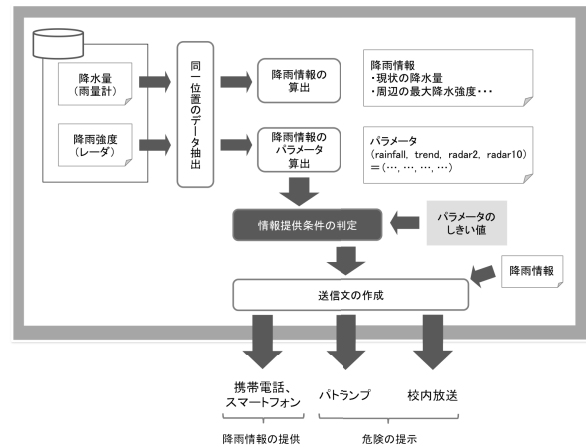 降水量
(雨量計)
降雨強度
(レーダ)
同一位置のデータ抽出
降雨情報の
算出
降雨情報の
パラメータ
算出
降雨情報
・現状の降水量
・周辺の最大降水強度・・・
パラメータ
(rainfall, trend, radar2, radar10)
＝(…, …, …, …)
情報提供条件の判定
パラメータの
しきい値
送信文の作成
降雨情報
携帯電話、
スマートフォン
パトランプ
校内放送
降雨情報の提供
危険の提示